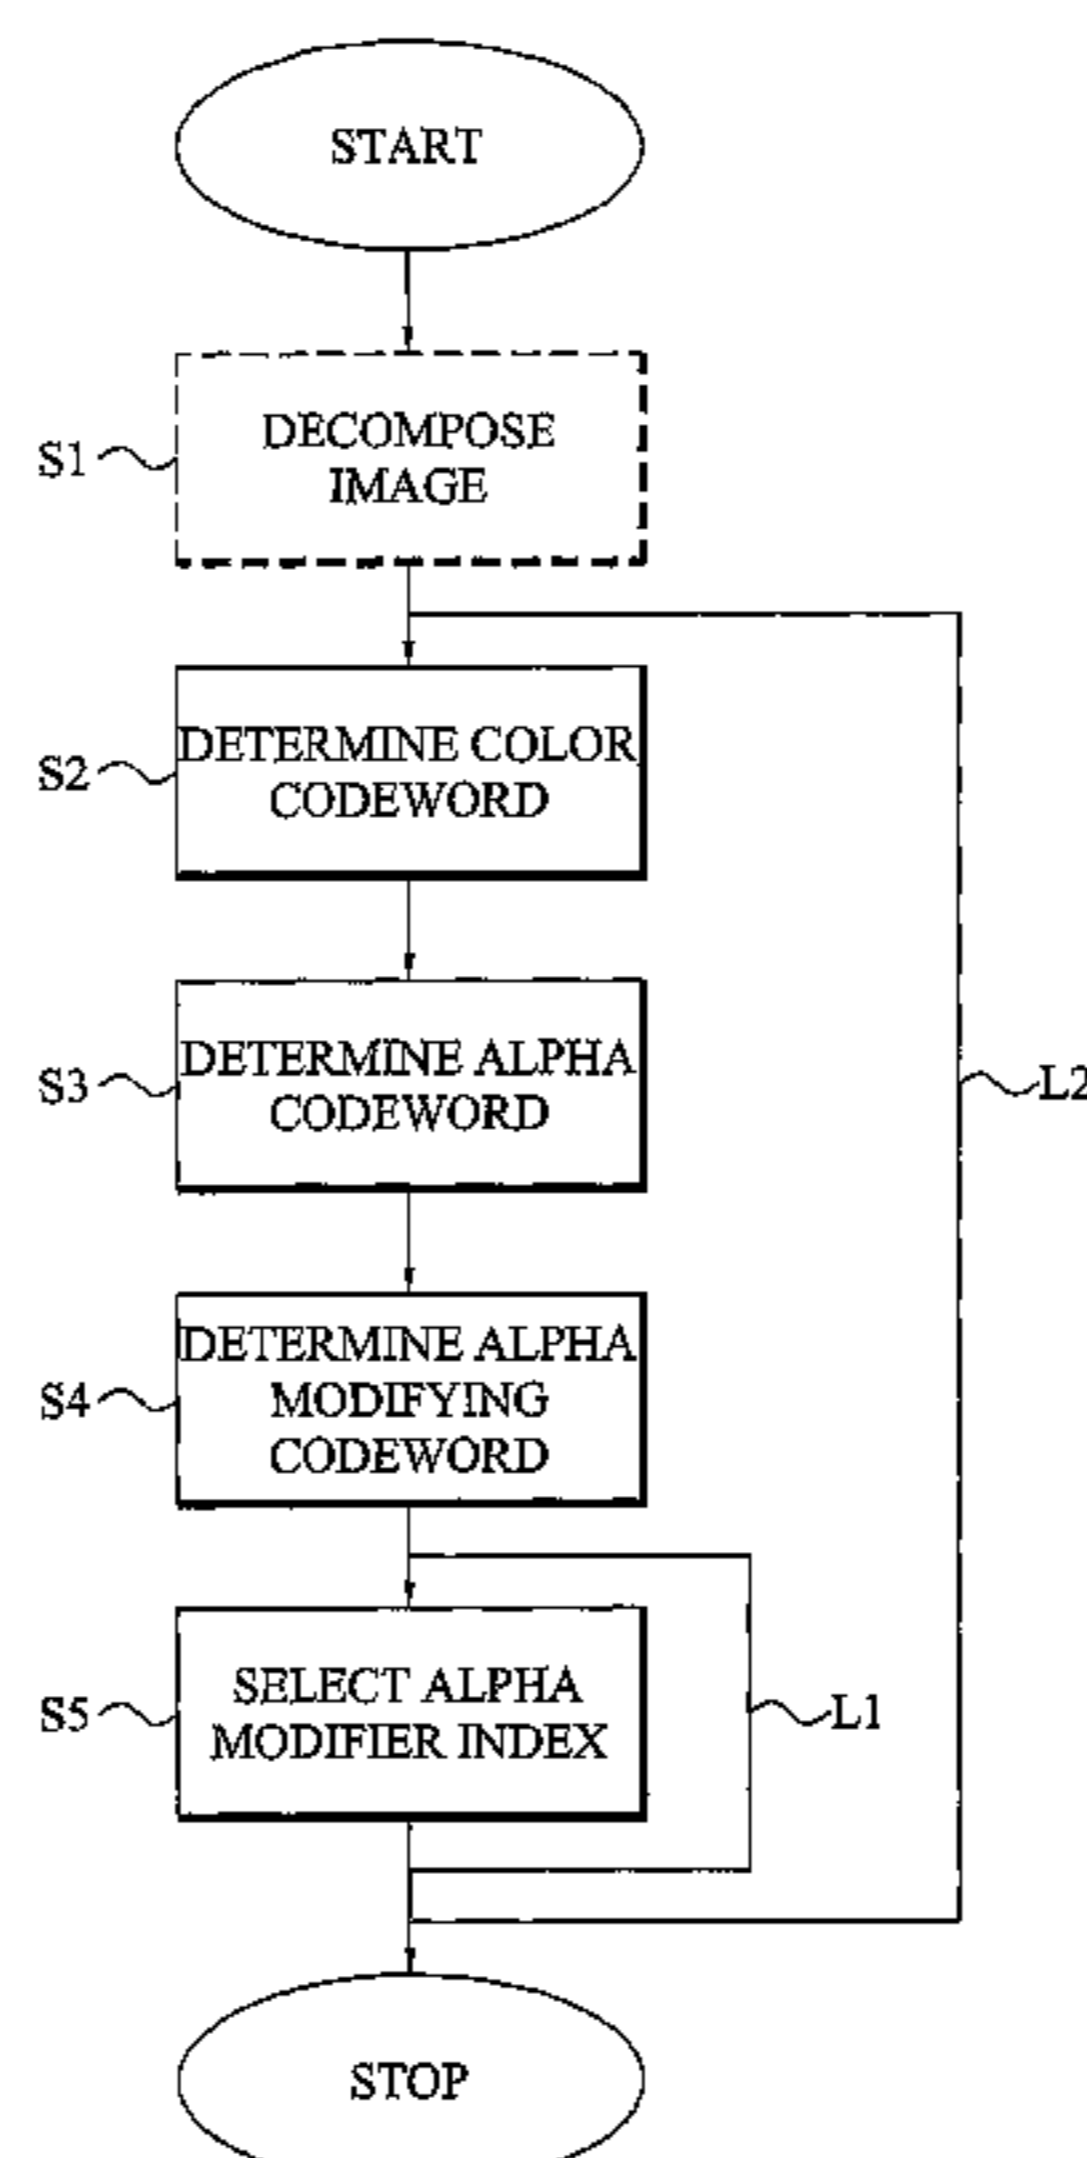 START
S1
DECOMPOSE
IMAGE
S2
DETERMINE COLOR
CODEWORD
S3
DETERMINE ALPHA
CODEWORD
L2
S4
DETERMINE ALPHA
MODIFYING
CODEWORD
S5
SELECT ALPHA
MODIFIER INDEX
L1
STOP